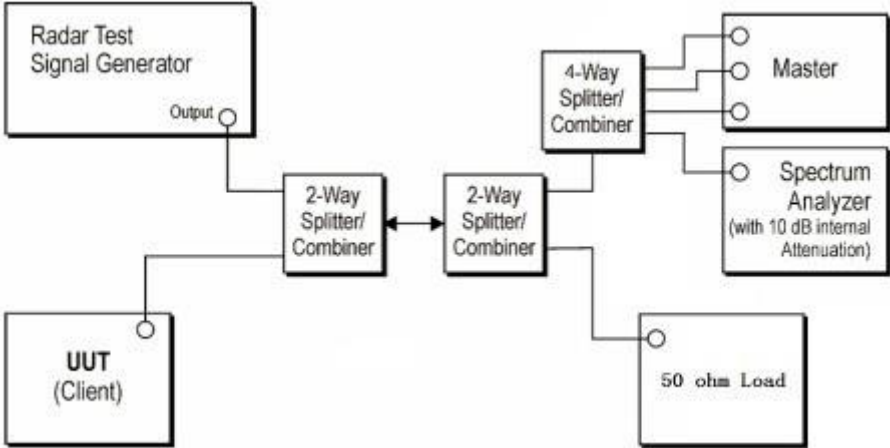 Radar Test
Signal Generator
Output
4-Way
Splitter/
Combiner
Master
Spectrum
Analyzer
(with 10 dB internal
Attenuation)
2-Way
Splitter/
Combiner
2-Way
Splitter/
Combiner
UUT
(Client)
50 ohm Load